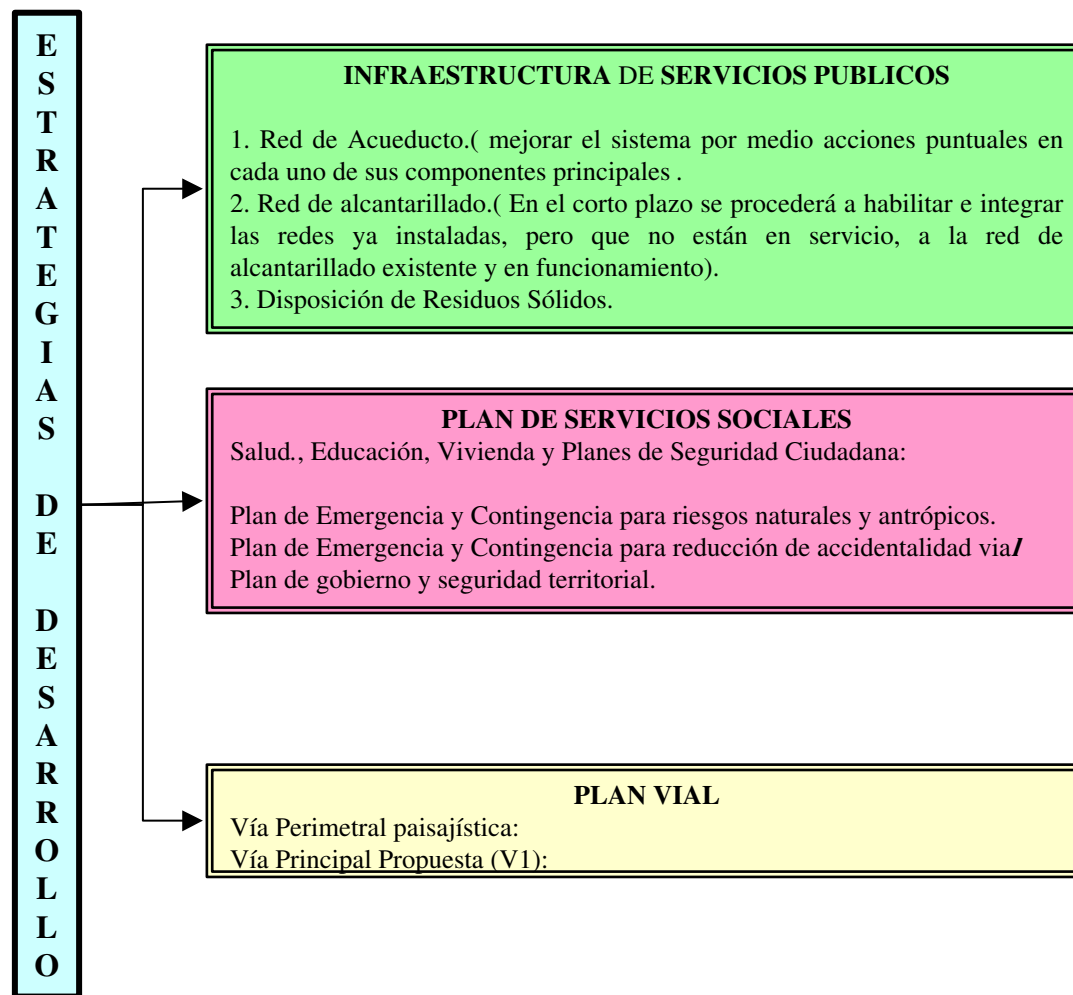 ESTRATEGIAS DE DESARROLLO
INFRAESTRUCTURA DE SERVICIOS PUBLICOS
1. Red de Acueducto.( mejorar el sistema por medio acciones puntuales en
cada uno de sus componentes principales .
2. Red de alcantarillado.( En el corto plazo se procederá a habilitar e integrar
las redes ya instaladas, pero que no están en servicio, a la red de
alcantarillado existente y en funcionamiento).
3. Disposición de Residuos Sólidos.
PLAN DE SERVICIOS SOCIALES
Salud., Educación, Vivienda y Planes de Seguridad Ciudadana:
Plan de Emergencia y Contingencia para riesgos naturales y antrópicos.
Plan de Emergencia y Contingencia para reducción de accidentalidad vial
Plan de gobierno y seguridad territorial.
PLAN VIAL
Vía Perimetral paisajística:
Vía Principal Propuesta (V1):